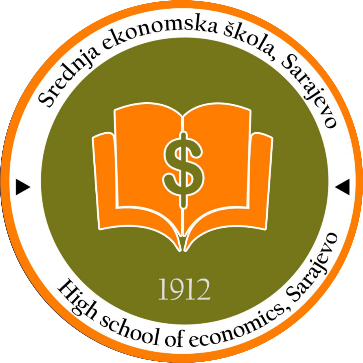 Srednja ekonomska škola, Sarajevo
$
1912
High school of economics, Sarajevo